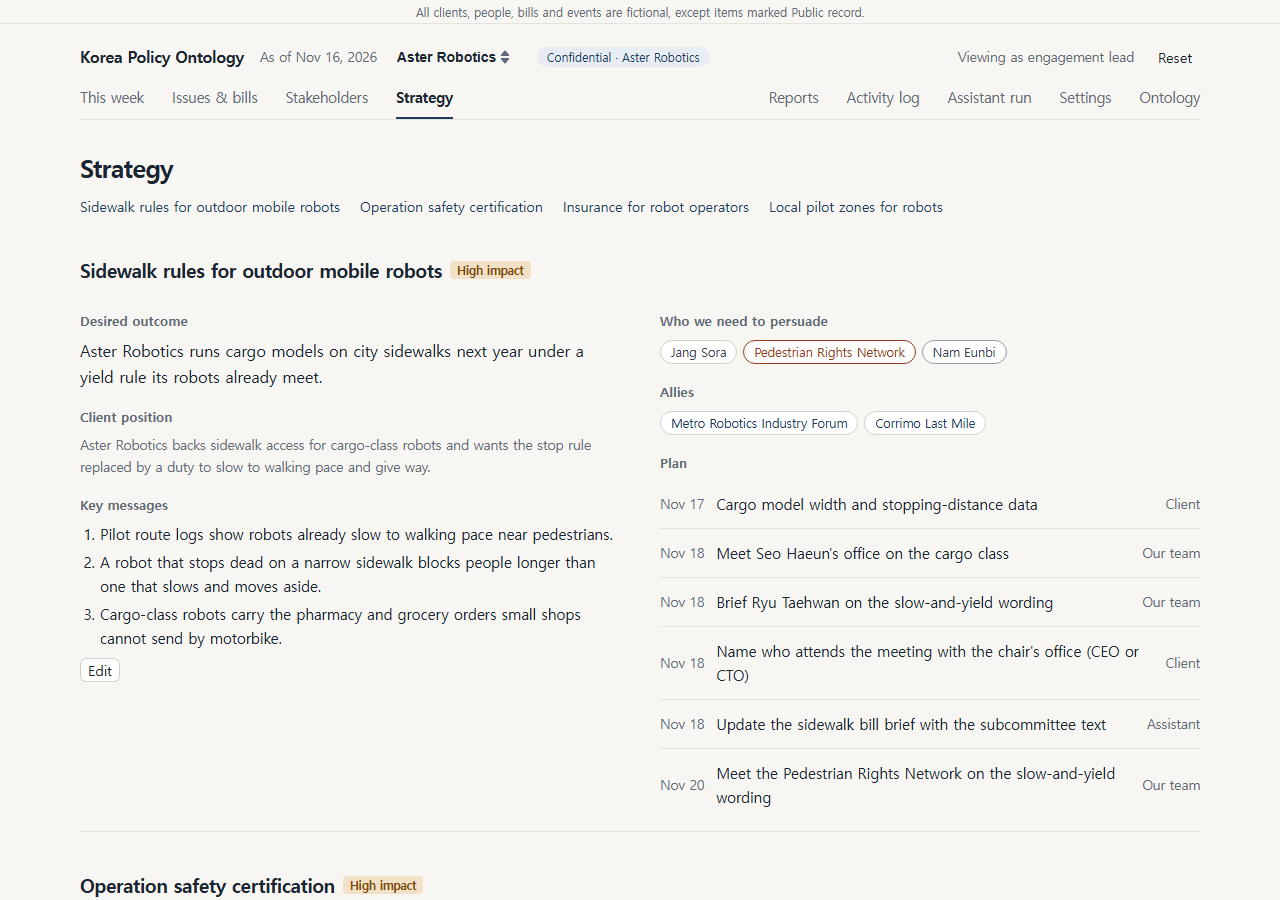 All clients, people, bills and events are fictional, except items marked Public record.
Korea Policy Ontology As of Nov 16, 2026 Aster Robotics Confidential · Aster Robotics Viewing as engagement lead Reset
This week Issues & bills Stakeholders Strategy Reports Activity log Assistant run Settings Ontology
Strategy
Sidewalk rules for outdoor mobile robots Operation safety certification Insurance for robot operators Local pilot zones for robots
Sidewalk rules for outdoor mobile robots High impact
Desired outcome
Aster Robotics runs cargo models on city sidewalks next year under a
yield rule its robots already meet.
Client position
Aster Robotics backs sidewalk access for cargo-class robots and wants the stop rule
replaced by a duty to slow to walking pace and give way.
Key messages
1. Pilot route logs show robots already slow to walking pace near pedestrians.
2. A robot that stops dead on a narrow sidewalk blocks people longer than
one that slows and moves aside.
3. Cargo-class robots carry the pharmacy and grocery orders small shops
cannot send by motorbike.
Edit
Who we need to persuade
Jang Sora Pedestrian Rights Network Nam Eunbi
Allies
Metro Robotics Industry Forum Corrimo Last Mile
Plan
Nov 17 Cargo model width and stopping-distance data Client
Nov 18 Meet Seo Haeun's office on the cargo class Our team
Nov 18 Brief Ryu Taehwan on the slow-and-yield wording Our team
Nov 18 Name who attends the meeting with the chair's office (CEO or
CTO) Client
Nov 18 Update the sidewalk bill brief with the subcommittee text Assistant
Nov 20 Meet the Pedestrian Rights Network on the slow-and-yield
wording Our team
Operation safety certification High impact